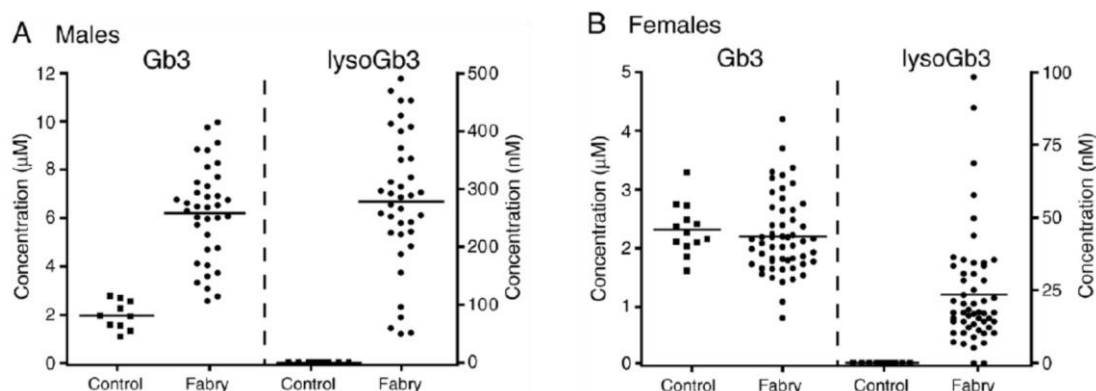 A Males
Gb3 lysoGb3
Concentration (μM)
12
10
8
6
4
2
0
500
400
300
200
100
0
Concentration (nM)
Control Fabry Control Fabry
B Females
Gb3 lysoGb3
Concentration (μM)
5
4
3
2
1
0
100
75
50
25
0
Concentration (nM)
Control Fabry Control Fabry